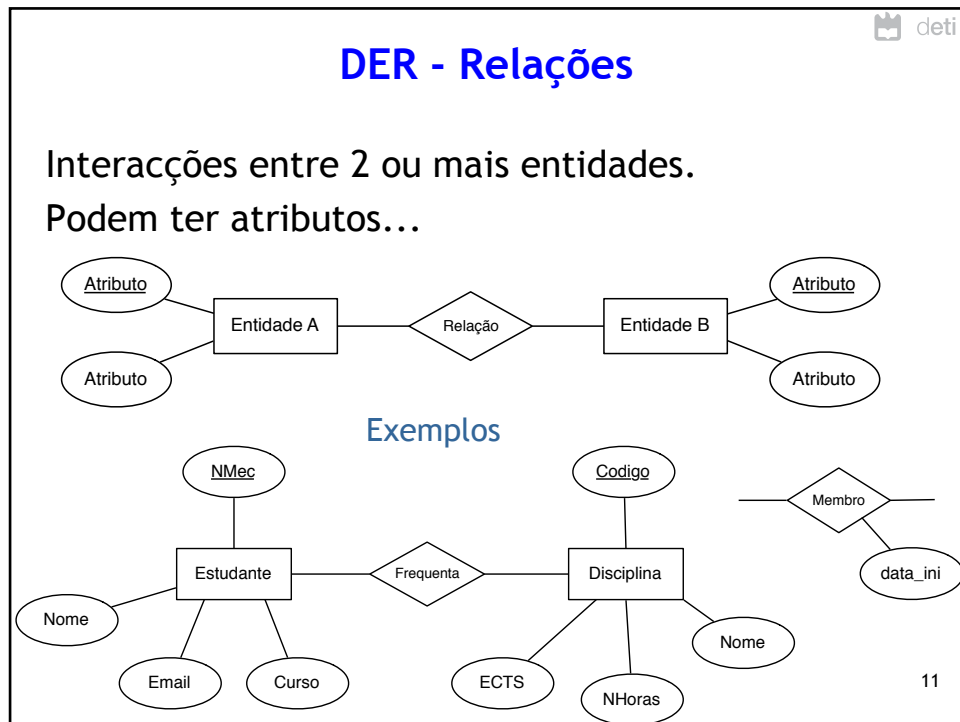 deti
DER - Relações
Interacções entre 2 ou mais entidades.
Podem ter atributos...
Atributo
Atributo
Entidade A
Relação
Entidade B
Atributo
Atributo
Exemplos
NMec
Codigo
Membro
Estudante
Frequenta
Disciplina
data_ini
Nome
Nome
Email
Curso
ECTS
NHoras
11